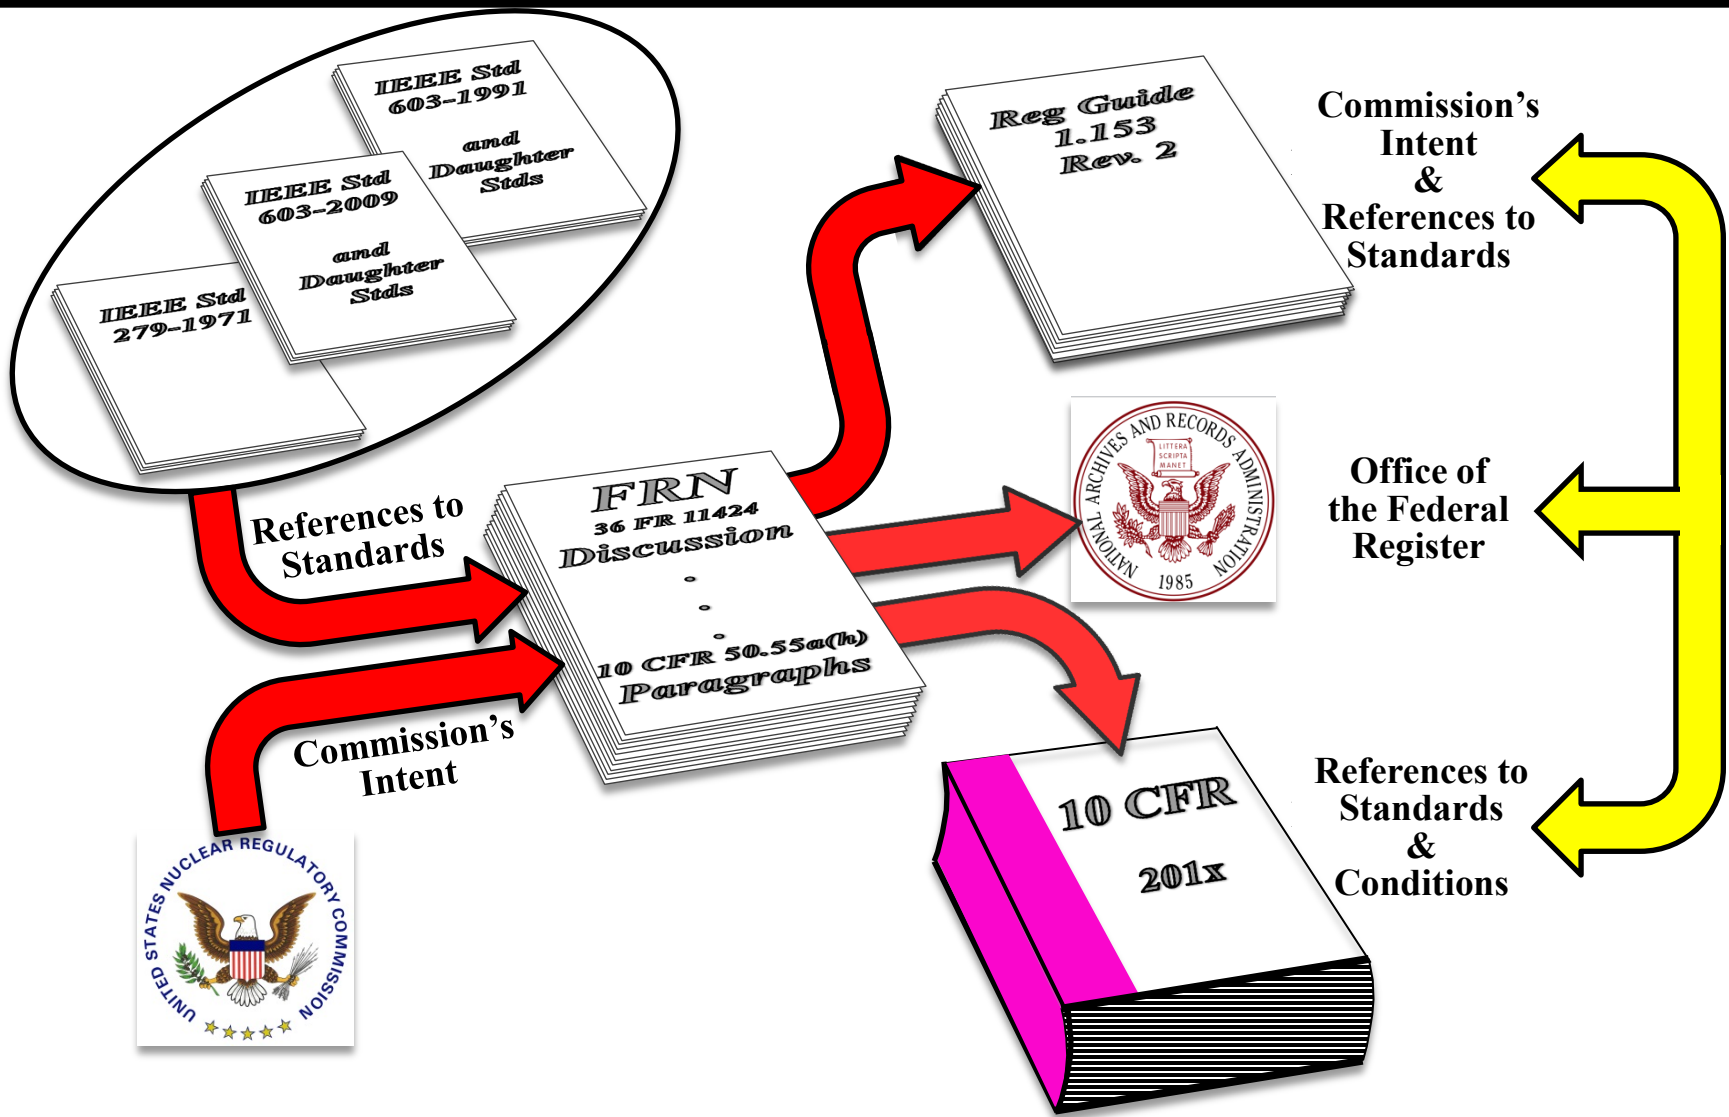 IEEE Std
603-1991
and
Daughter
Stds
IEEE Std
603-2009
and
Daughter
Stds
IEEE Std
279-1971
References to
Standards
Commission's
Intent
UNITED STATES NUCLEAR REGULATORY COMMISSION
FRN
36 FR 11424
Discussion
10 CFR 50.55a(h)
Paragraphs
Reg Guide
1.153
Rev. 2
NATIONAL ARCHIVES AND RECORDS ADMINISTRATION
LITTERA
SCRIPTA
MANET
1985
10 CFR
201x
Commission's
Intent
&
References to
Standards
Office of
the Federal
Register
References to
Standards
&
Conditions